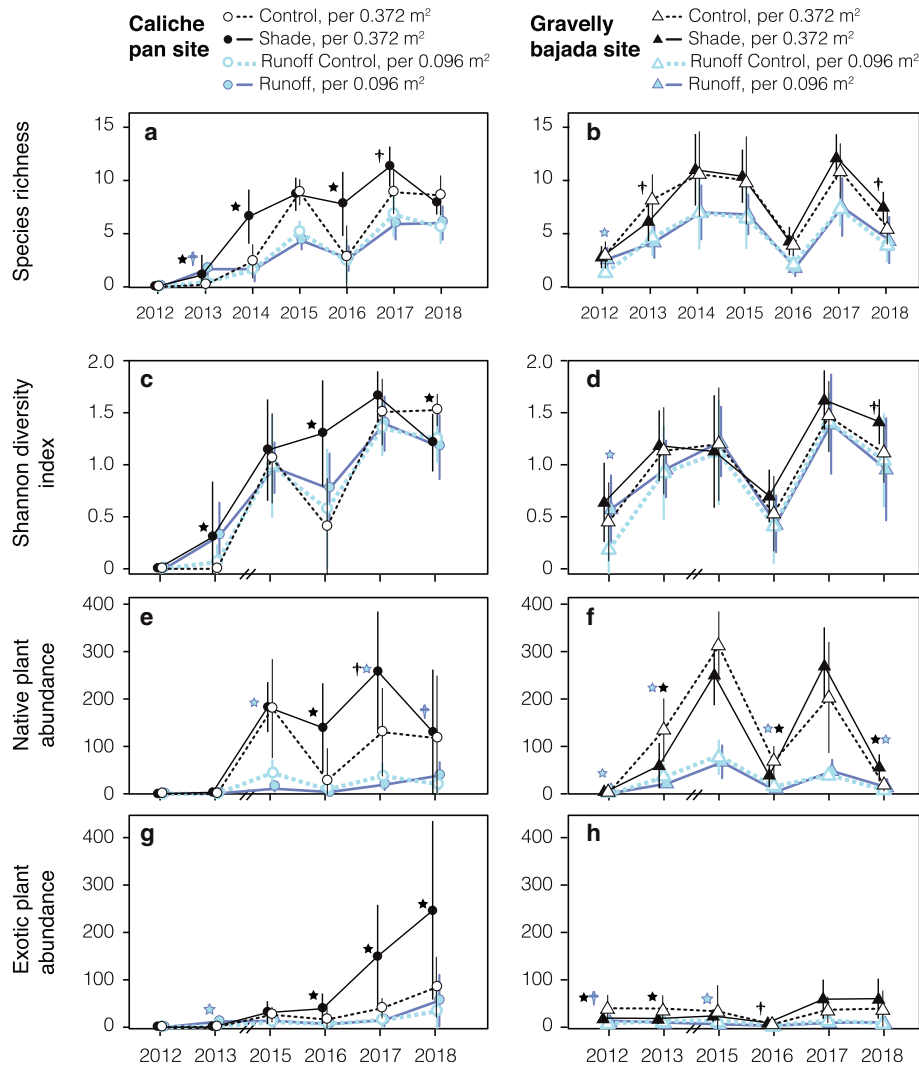 Caliche
pan site
Control, per 0.372 m²
Shade, per 0.372 m²
Runoff Control, per 0.096 m²
Runoff, per 0.096 m²
Gravelly
bajada site
Control, per 0.372 m²
Shade, per 0.372 m²
Runoff Control, per 0.096 m²
Runoff, per 0.096 m²
Species richness
a
15
10
5
0
2012 2013 2014 2015 2016 2017 2018
b
15
10
5
0
2012 2013 2014 2015 2016 2017 2018
Shannon diversity
index
c
2.0
1.5
1.0
0.5
0
d
2.0
1.5
1.0
0.5
0
Native plant
abundance
e
400
300
200
100
0
f
400
300
200
100
0
Exotic plant
abundance
g
400
300
200
100
0
2012 2013 2015 2016 2017 2018
h
400
300
200
100
0
2012 2013 2015 2016 2017 2018